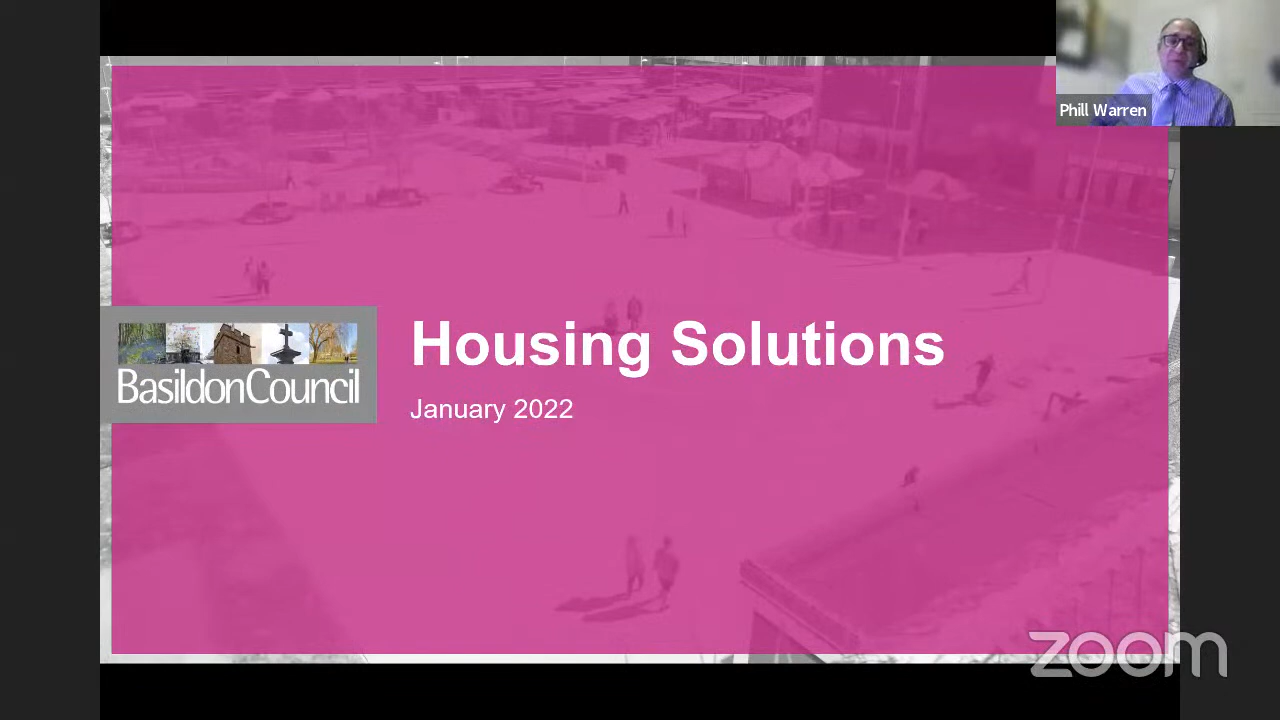 Phill Warren
BasildonCouncil
Housing Solutions
January 2022
zoom